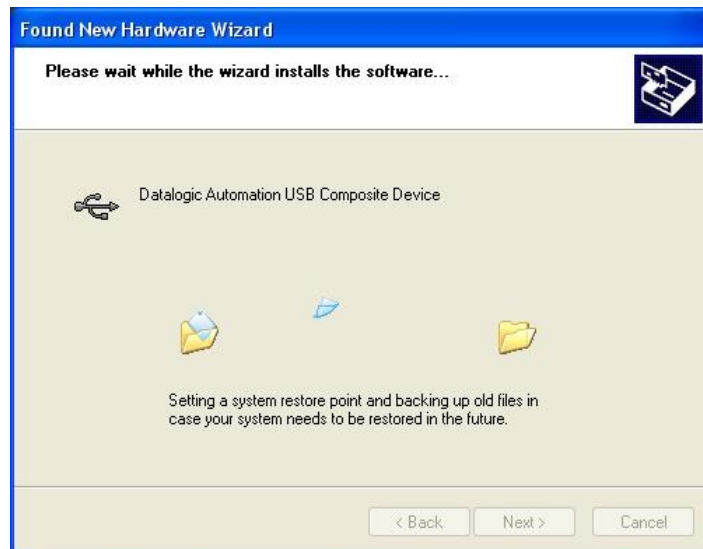 Found New Hardware Wizard
Please wait while the wizard installs the software...
Datalogic Automation USB Composite Device
Setting a system restore point and backing up old files in
case your system needs to be restored in the future.
< Back Next > Cancel